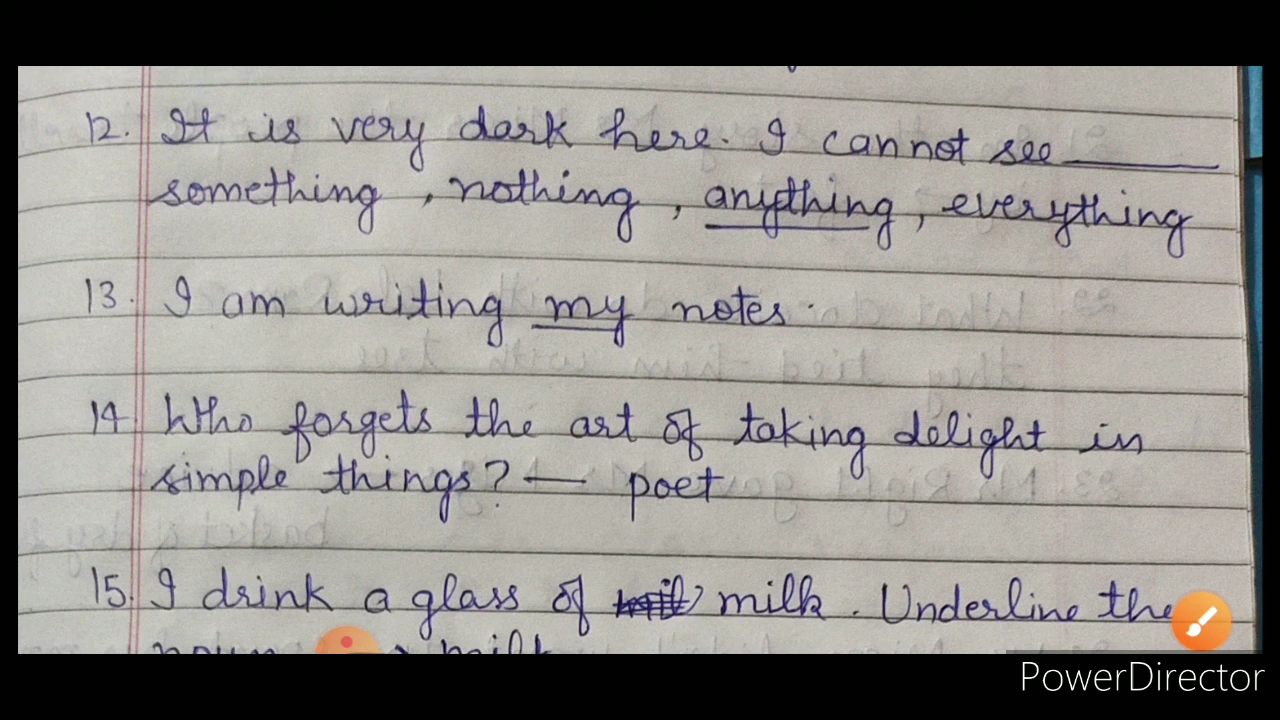 12. It is very dark here. I cannot see ______
something, nothing, anything, everything
13. I am writing my notes.
14. Who forgets the art of taking delight in
simple things? — poet
15. I drink a glass of milk. Underline the
noun milk
PowerDirector